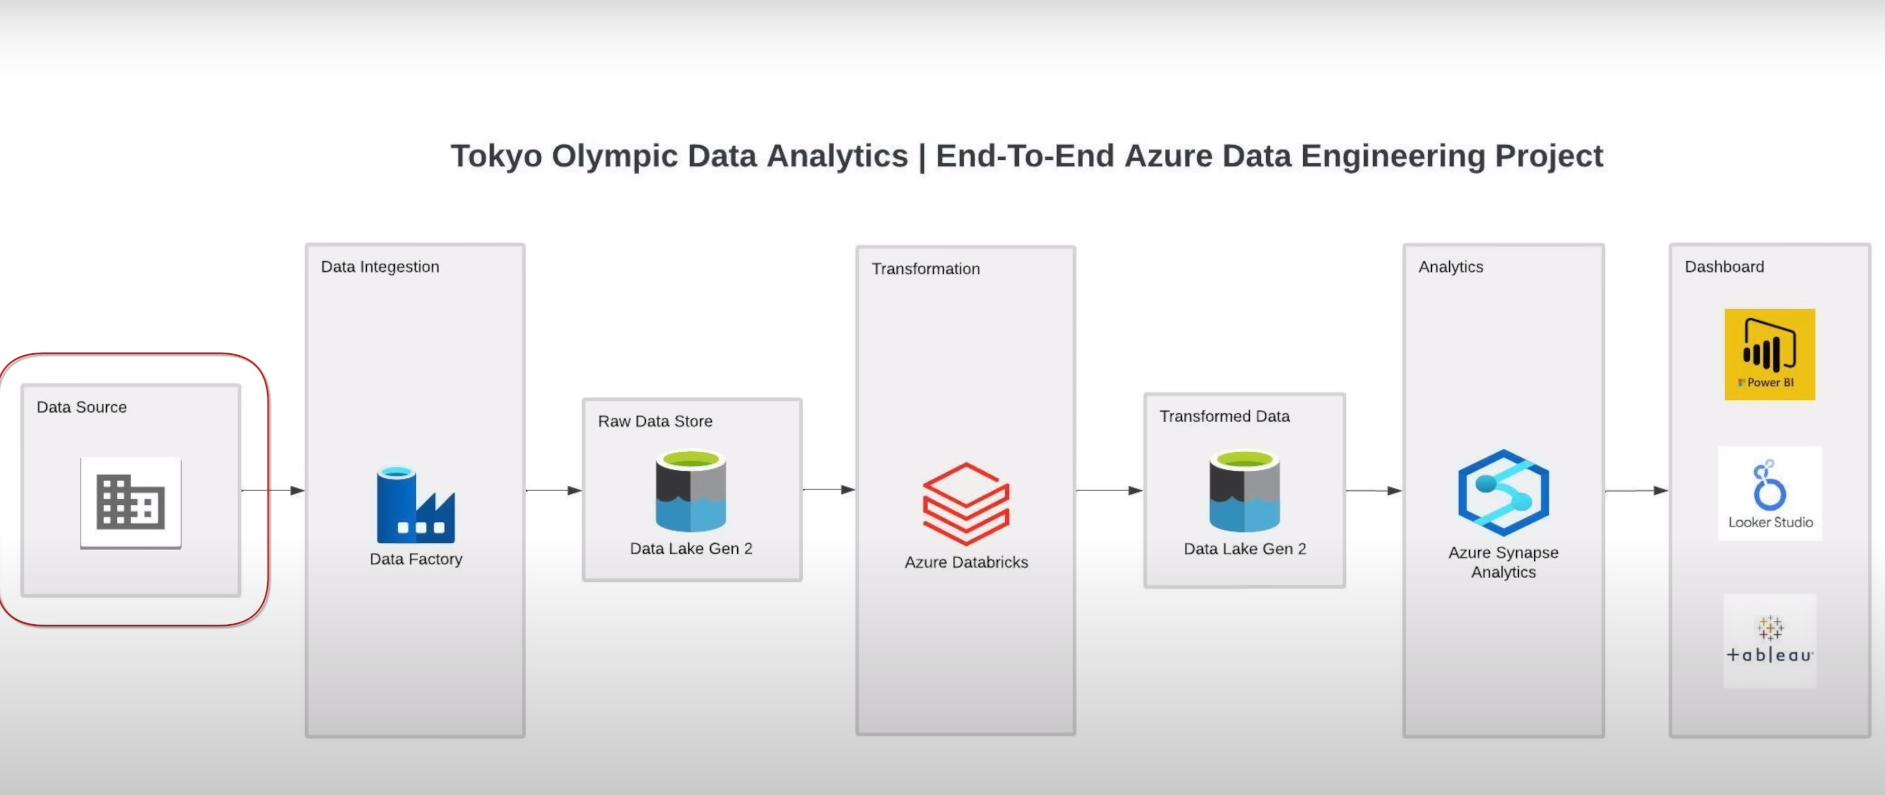 Tokyo Olympic Data Analytics | End-To-End Azure Data Engineering Project
Data Source
Data Integestion
Data Factory
Raw Data Store
Data Lake Gen 2
Transformation
Azure Databricks
Transformed Data
Data Lake Gen 2
Analytics
Azure Synapse
Analytics
Dashboard
Power BI
Looker Studio
+ableau